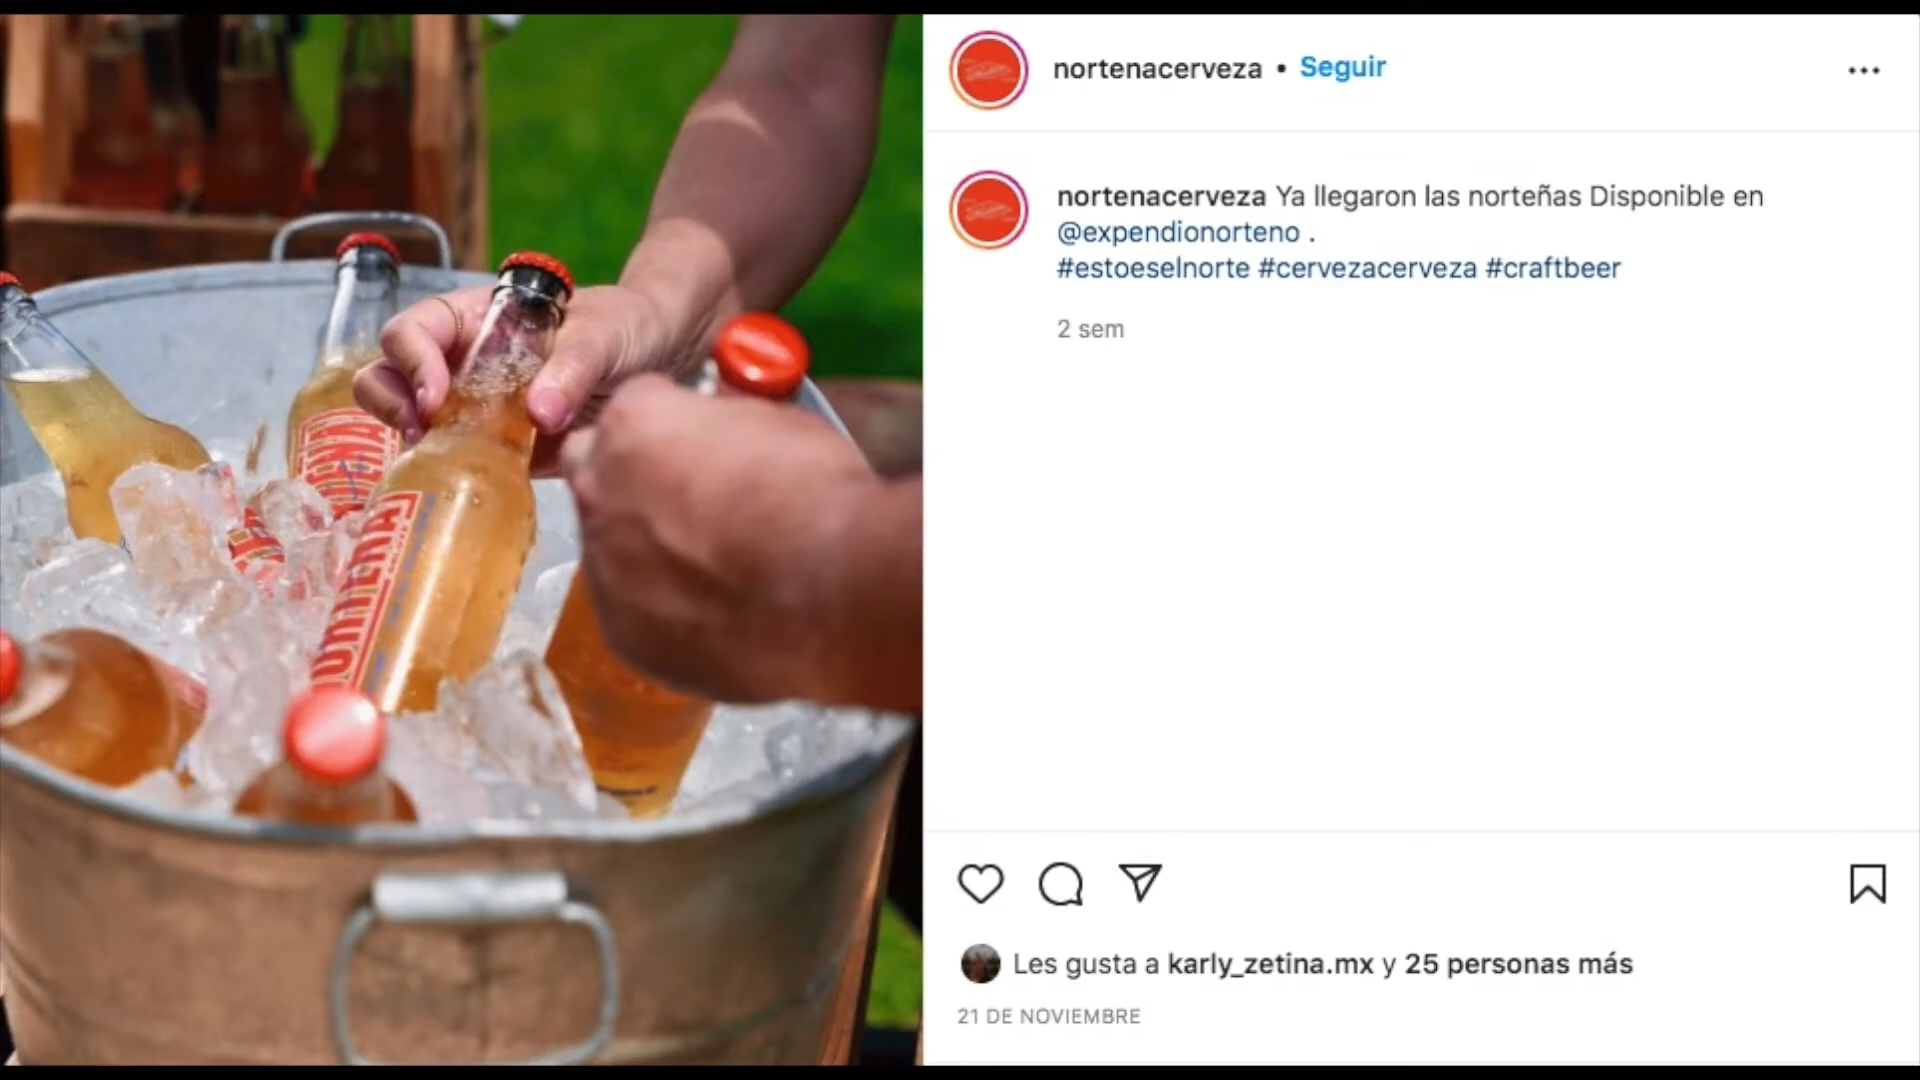 nortenacerveza • Seguir
nortenacerveza Ya llegaron las norteñas Disponible en
@expendionorteno .
#estoeselnorte #cervezacerveza #craftbeer
2 sem
Les gusta a karly_zetina.mx y 25 personas más
21 DE NOVIEMBRE